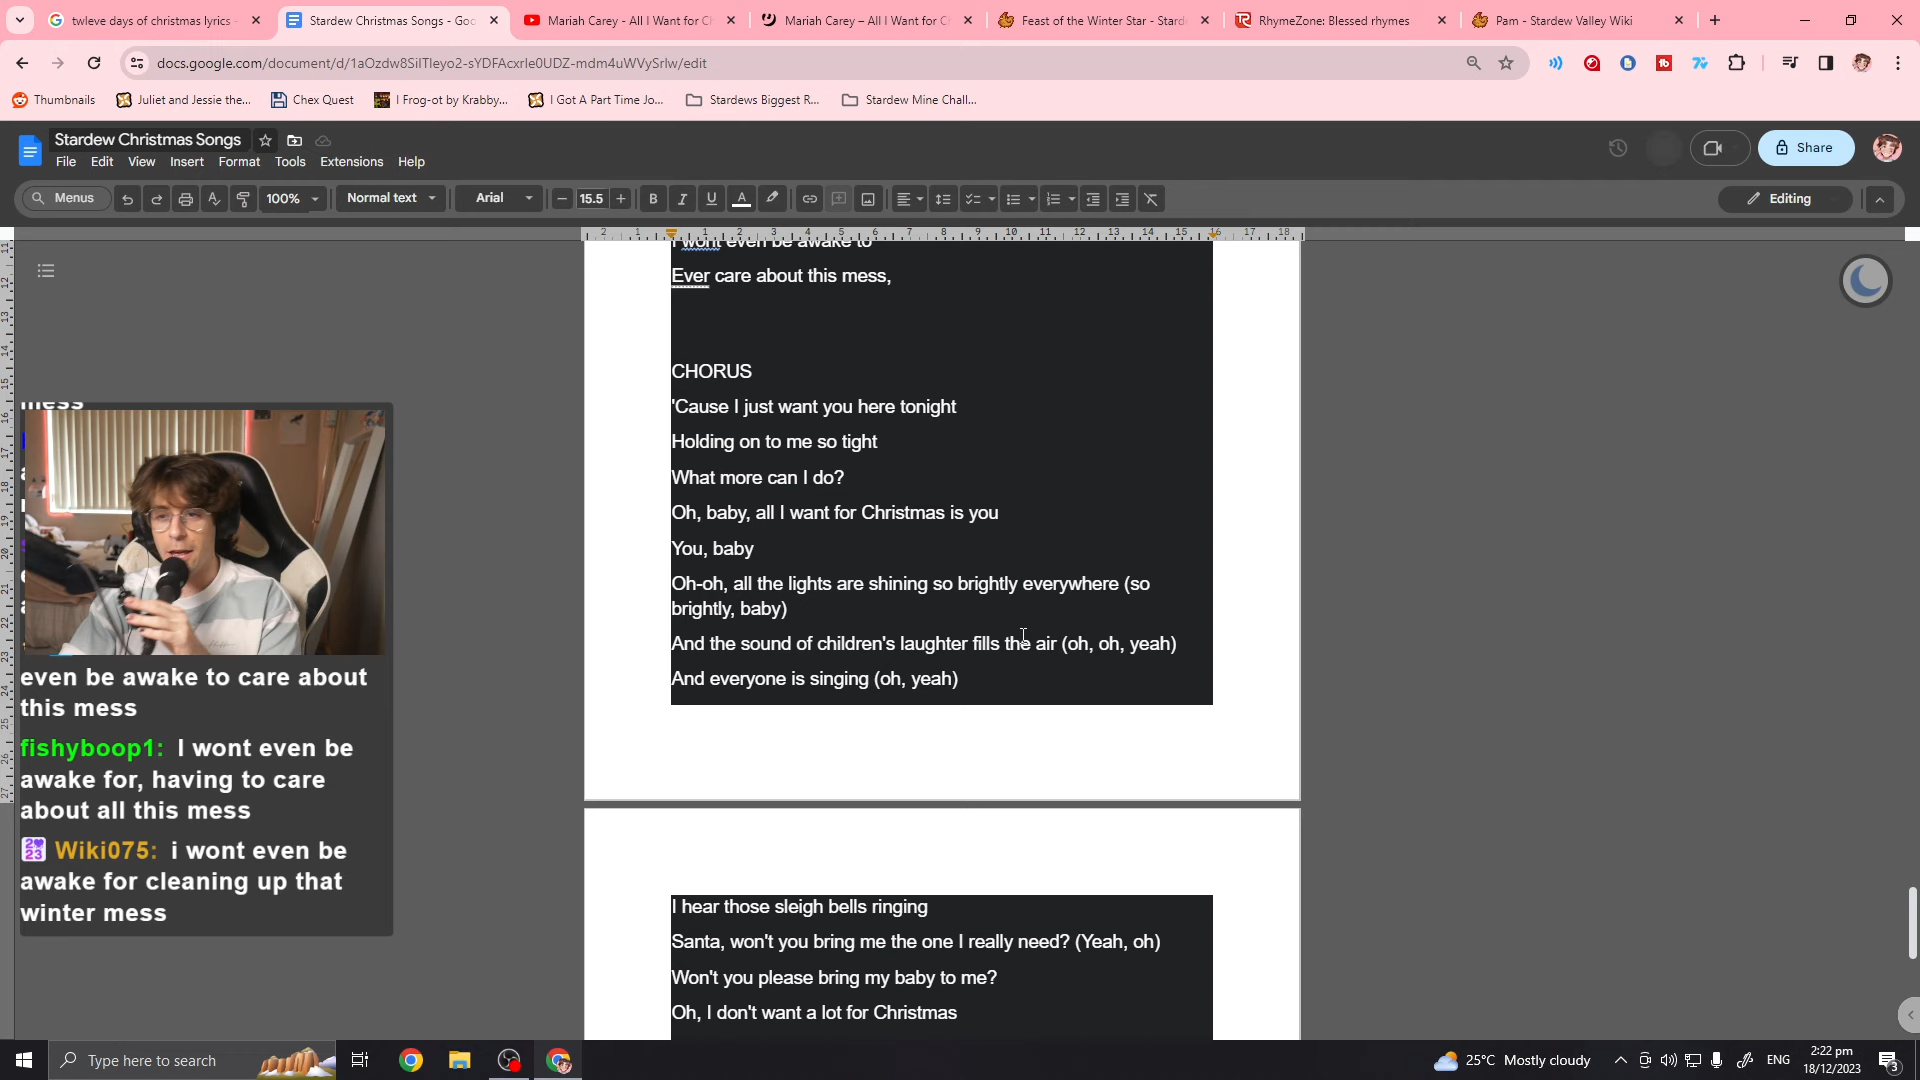 twleve days of christmas lyrics -
Stardew Christmas Songs - Goo
Mariah Carey - All I Want for Ch
Mariah Carey – All I Want for C
Feast of the Winter Star - Stard
RhymeZone: Blessed rhymes
Pam - Stardew Valley Wiki
docs.google.com/document/d/1aOzdw8SilTleyo2-sYDFAcxrle0UDZ-mdm4uWVySrlw/edit
Thumbnails
Juliet and Jessie the...
Chex Quest
I Frog-ot by Krabby...
I Got A Part Time Jo...
Stardews Biggest R...
Stardew Mine Chall...
Stardew Christmas Songs
File Edit View Insert Format Tools Extensions Help
Share
Menus
100%
Normal text
Arial
15.5
Editing
I wont even be awake to
Ever care about this mess,
CHORUS
'Cause I just want you here tonight
Holding on to me so tight
What more can I do?
Oh, baby, all I want for Christmas is you
You, baby
Oh-oh, all the lights are shining so brightly everywhere (so
brightly, baby)
And the sound of children's laughter fills the air (oh, oh, yeah)
And everyone is singing (oh, yeah)
I hear those sleigh bells ringing
Santa, won't you bring me the one I really need? (Yeah, oh)
Won't you please bring my baby to me?
Oh, I don't want a lot for Christmas
mess
even be awake to care about
this mess
fishyboop1: I wont even be
awake for, having to care
about all this mess
Wiki075: i wont even be
awake for cleaning up that
winter mess
Type here to search
25°C Mostly cloudy
ENG
2:22 pm
18/12/2023
3